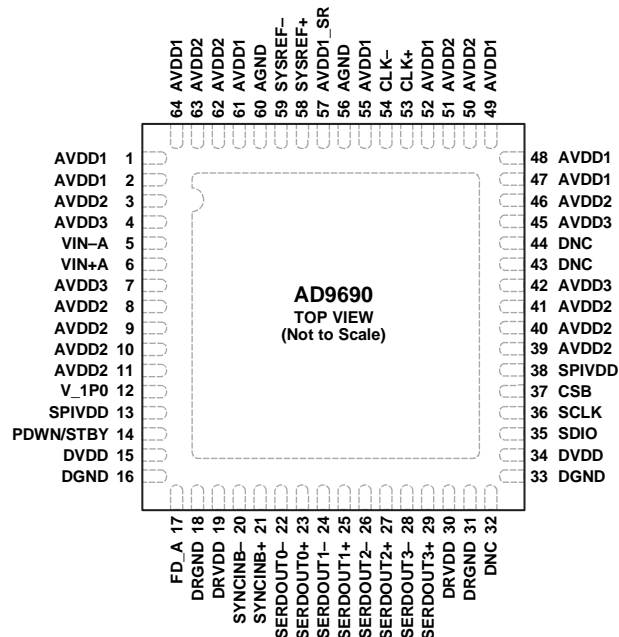 64 AVDD1
63 AVDD2
62 AVDD2
61 AVDD1
60 AGND
59 SYSREF–
58 SYSREF+
57 AVDD1_SR
56 AGND
55 AVDD1
54 CLK–
53 CLK+
52 AVDD1
51 AVDD2
50 AVDD2
49 AVDD1
AVDD1 1
AVDD1 2
AVDD2 3
AVDD3 4
VIN–A 5
VIN+A 6
AVDD3 7
AVDD2 8
AVDD2 9
AVDD2 10
AVDD2 11
V_1P0 12
SPIVDD 13
PDWN/STBY 14
DVDD 15
DGND 16
AD9690
TOP VIEW
(Not to Scale)
48 AVDD1
47 AVDD1
46 AVDD2
45 AVDD3
44 DNC
43 DNC
42 AVDD3
41 AVDD2
40 AVDD2
39 AVDD2
38 SPIVDD
37 CSB
36 SCLK
35 SDIO
34 DVDD
33 DGND
FD_A 17
DRGND 18
DRVDD 19
SYNCINB– 20
SYNCINB+ 21
SERDOUT0– 22
SERDOUT0+ 23
SERDOUT1– 24
SERDOUT1+ 25
SERDOUT2– 26
SERDOUT2+ 27
SERDOUT3– 28
SERDOUT3+ 29
DRVDD 30
DRGND 31
DNC 32